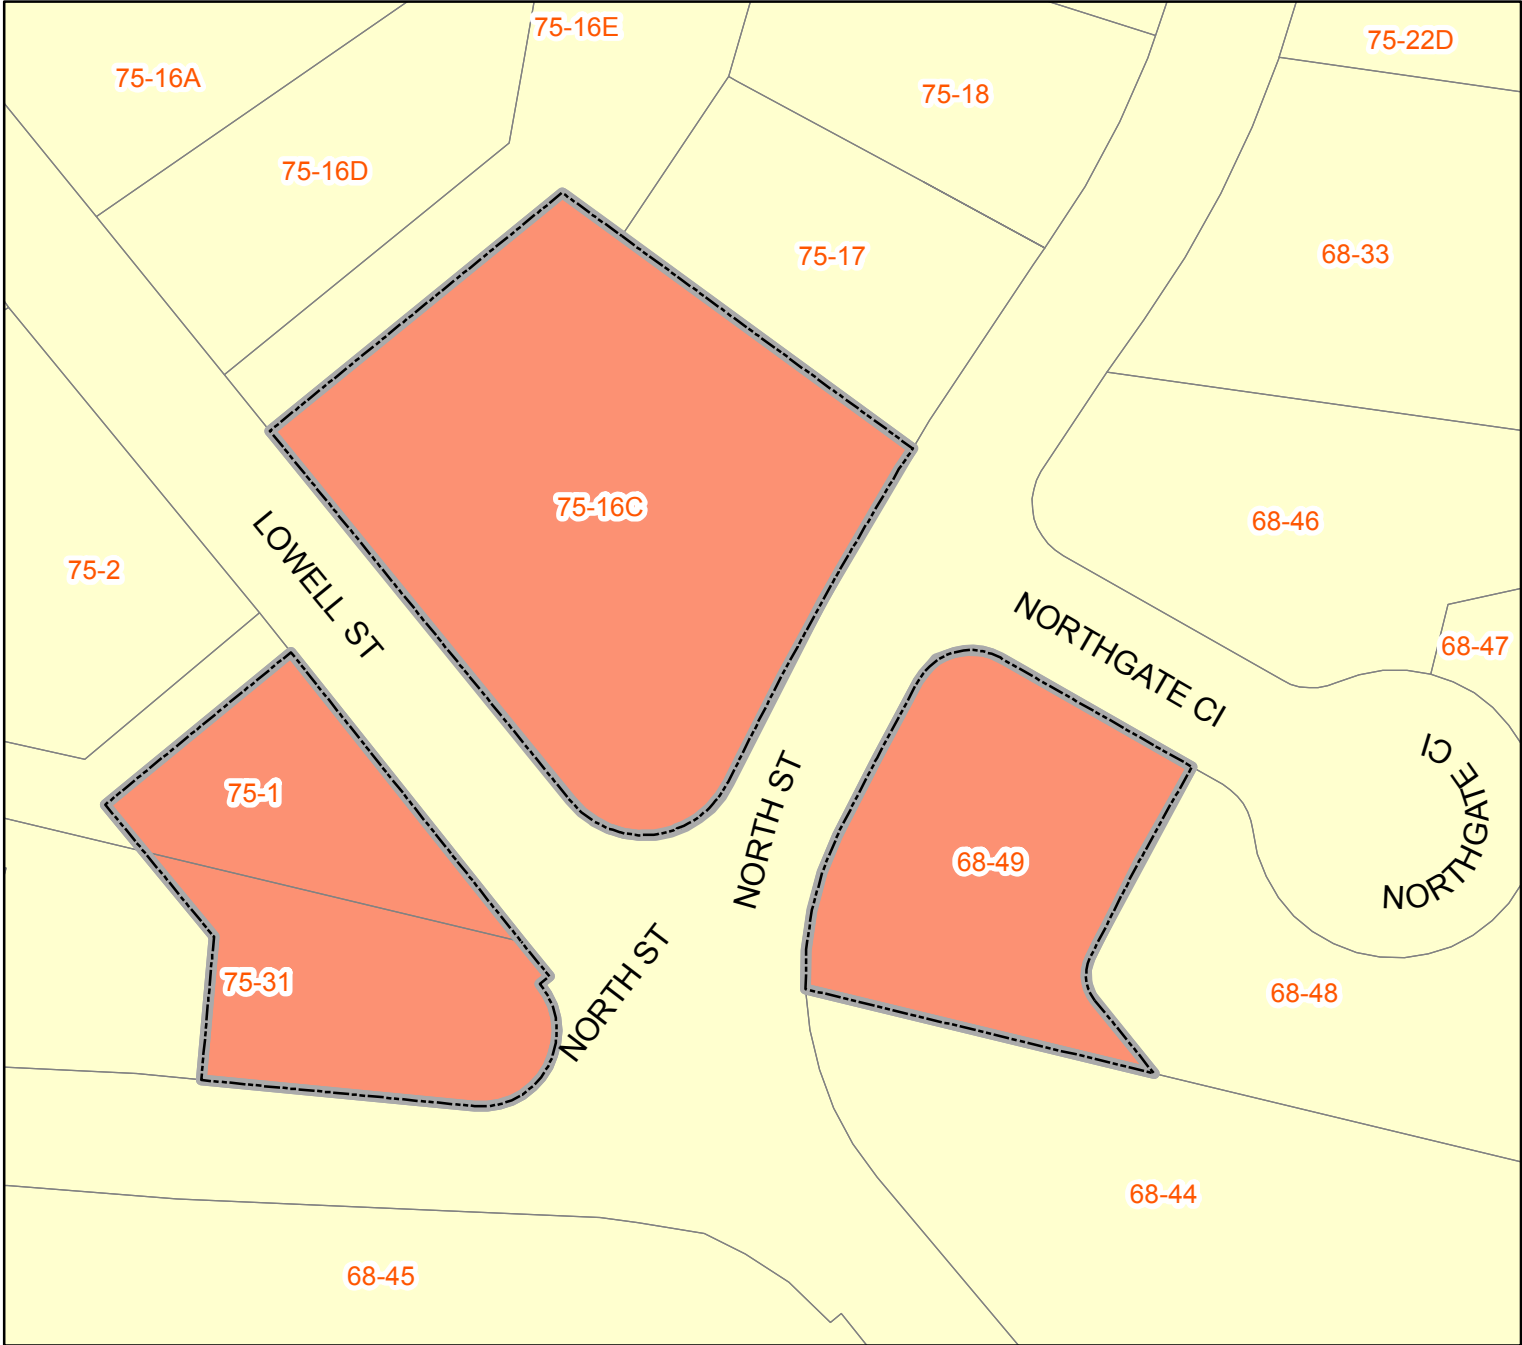 75-16E
75-22D
75-16A
75-18
75-16D
75-17
68-33
75-16C
68-46
LOWELL ST
75-2
NORTHGATE CI
68-47
NORTHGATE CI
75-1
NORTH ST
68-49
NORTH ST
75-31
68-48
68-44
68-45